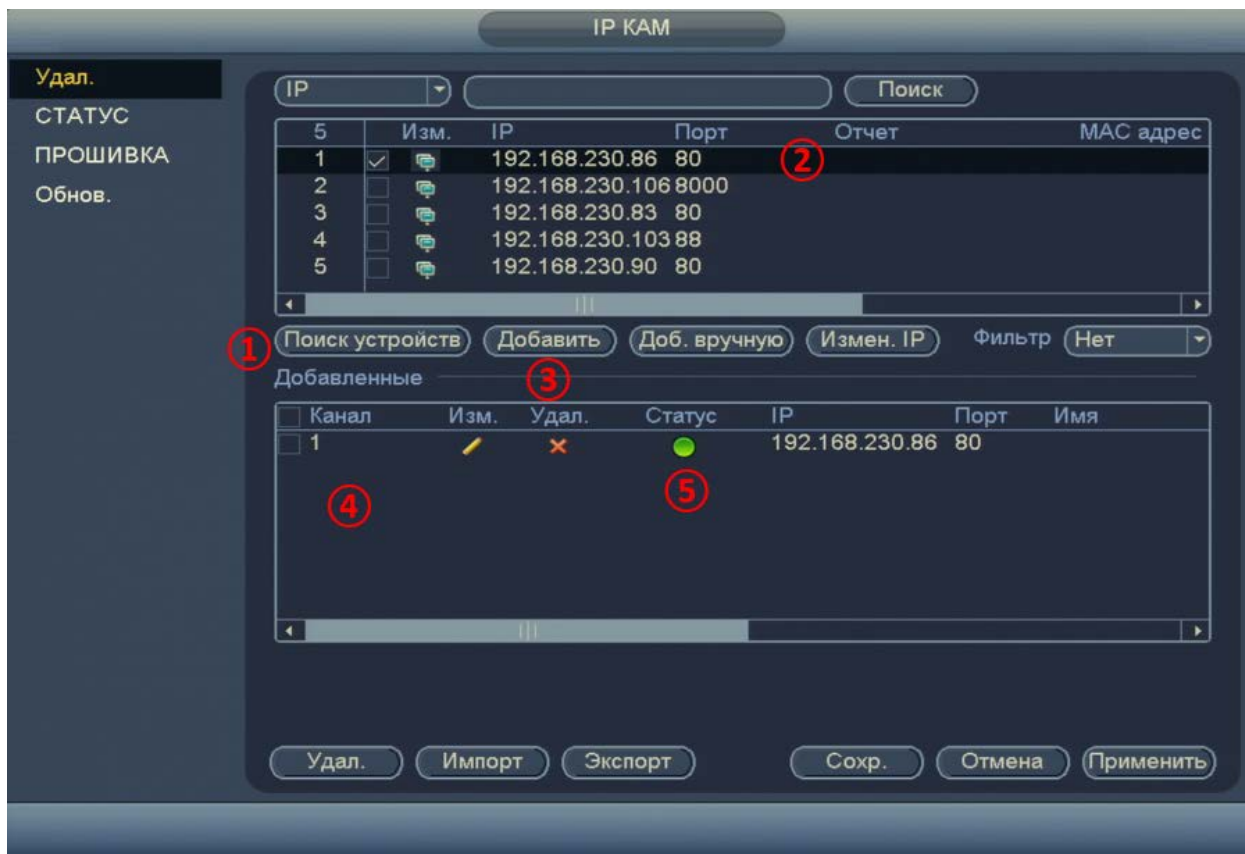 IP КАМ
Удал.
СТАТУС
ПРОШИВКА
Обнов.
IP Поиск
5 Изм. IP Порт Отчет MAC адрес
1 192.168.230.86 80 ②
2 192.168.230.106 8000
3 192.168.230.83 80
4 192.168.230.103 88
5 192.168.230.90 80
① Поиск устройств Добавить Доб. вручную Измен. IP Фильтр Нет
Добавленные ③
Канал Изм. Удал. Статус IP Порт Имя
1 192.168.230.86 80
④ ⑤
Удал. Импорт Экспорт Сохр. Отмена Применить